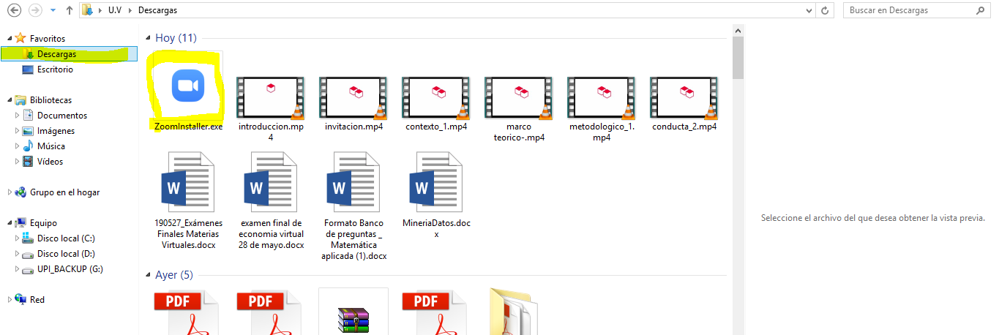 U.V ▸ Descargas
Buscar en Descargas
Favoritos
Descargas
Escritorio
Bibliotecas
Documentos
Imágenes
Música
Vídeos
Grupo en el hogar
Equipo
Disco local (C:)
Disco local (D:)
UPI_BACKUP (G:)
Red
Hoy (11)
ZoomInstaller.exe
introduccion.mp
4
invitacion.mp4
contexto_1.mp4
marco
teorico-.mp4
metodologico_1.
mp4
conducta_2.mp4
W
190527_Exámenes
Finales Materias
Virtuales.docx
W
examen final de
economia virtual
28 de mayo.docx
W
Formato Banco
de preguntas _
Matemática
aplicada (1).docx
W
MineriaDatos.doc
x
Ayer (5)
PDF
PDF
PDF
Seleccione el archivo del que desea obtener la vista previa.